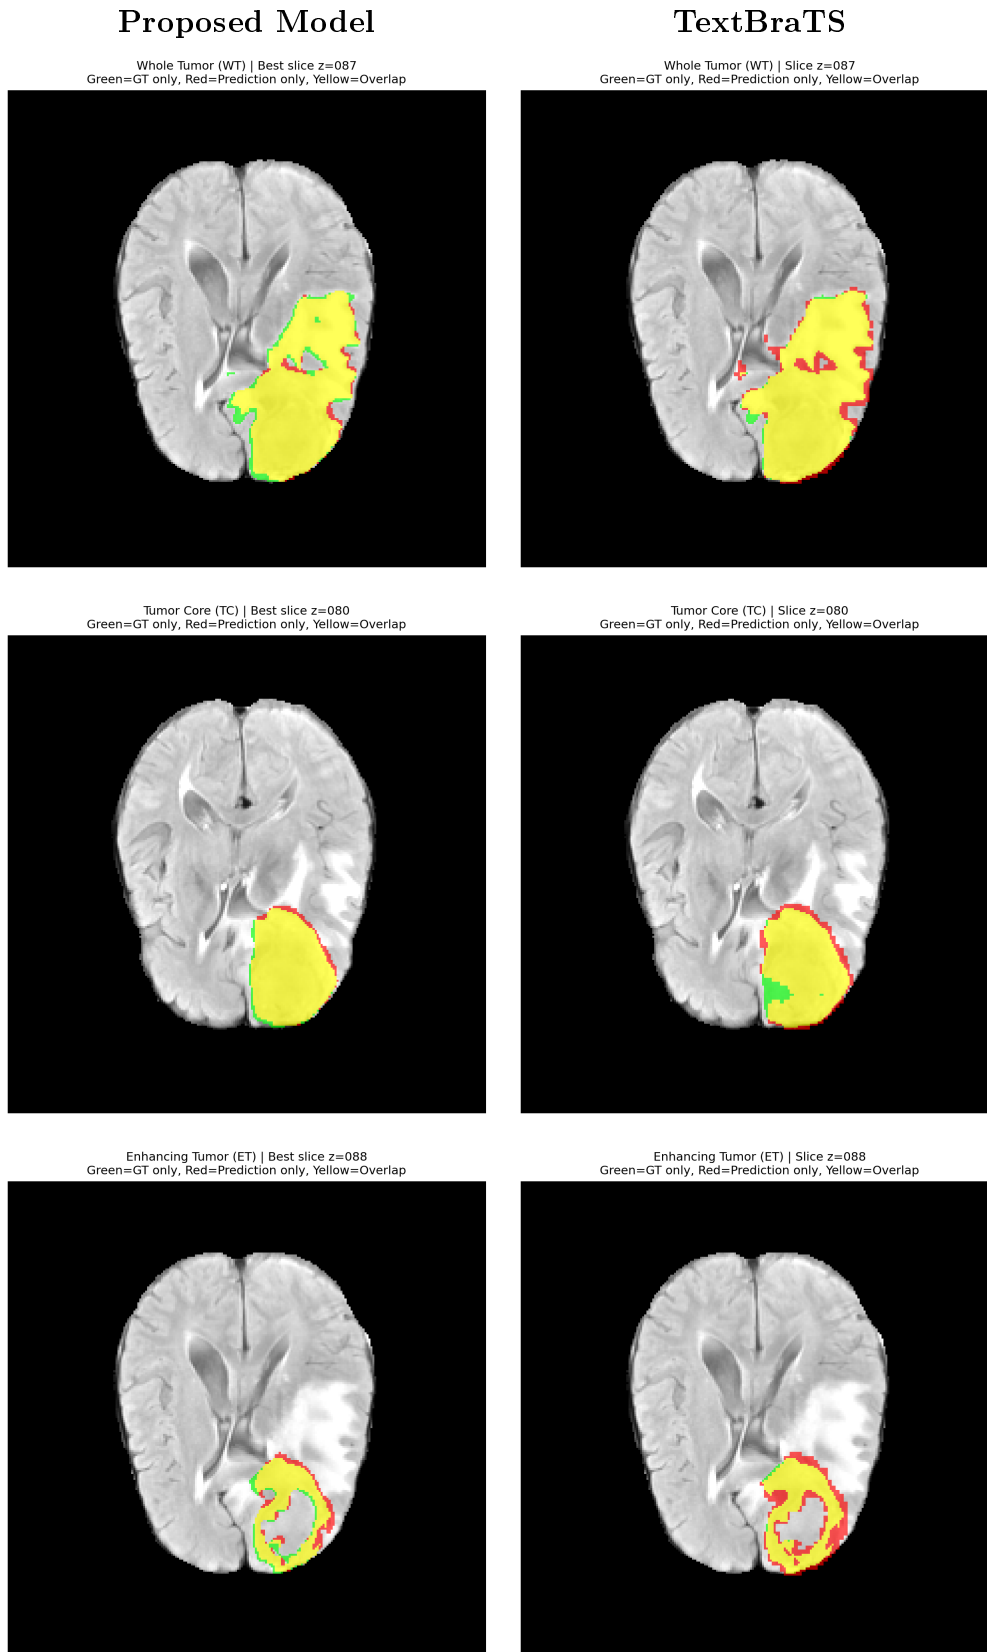 Proposed Model
TextBraTS
Whole Tumor (WT) | Best slice z=087
Green=GT only, Red=Prediction only, Yellow=Overlap
Whole Tumor (WT) | Slice z=087
Green=GT only, Red=Prediction only, Yellow=Overlap
Tumor Core (TC) | Best slice z=080
Green=GT only, Red=Prediction only, Yellow=Overlap
Tumor Core (TC) | Slice z=080
Green=GT only, Red=Prediction only, Yellow=Overlap
Enhancing Tumor (ET) | Best slice z=088
Green=GT only, Red=Prediction only, Yellow=Overlap
Enhancing Tumor (ET) | Slice z=088
Green=GT only, Red=Prediction only, Yellow=Overlap